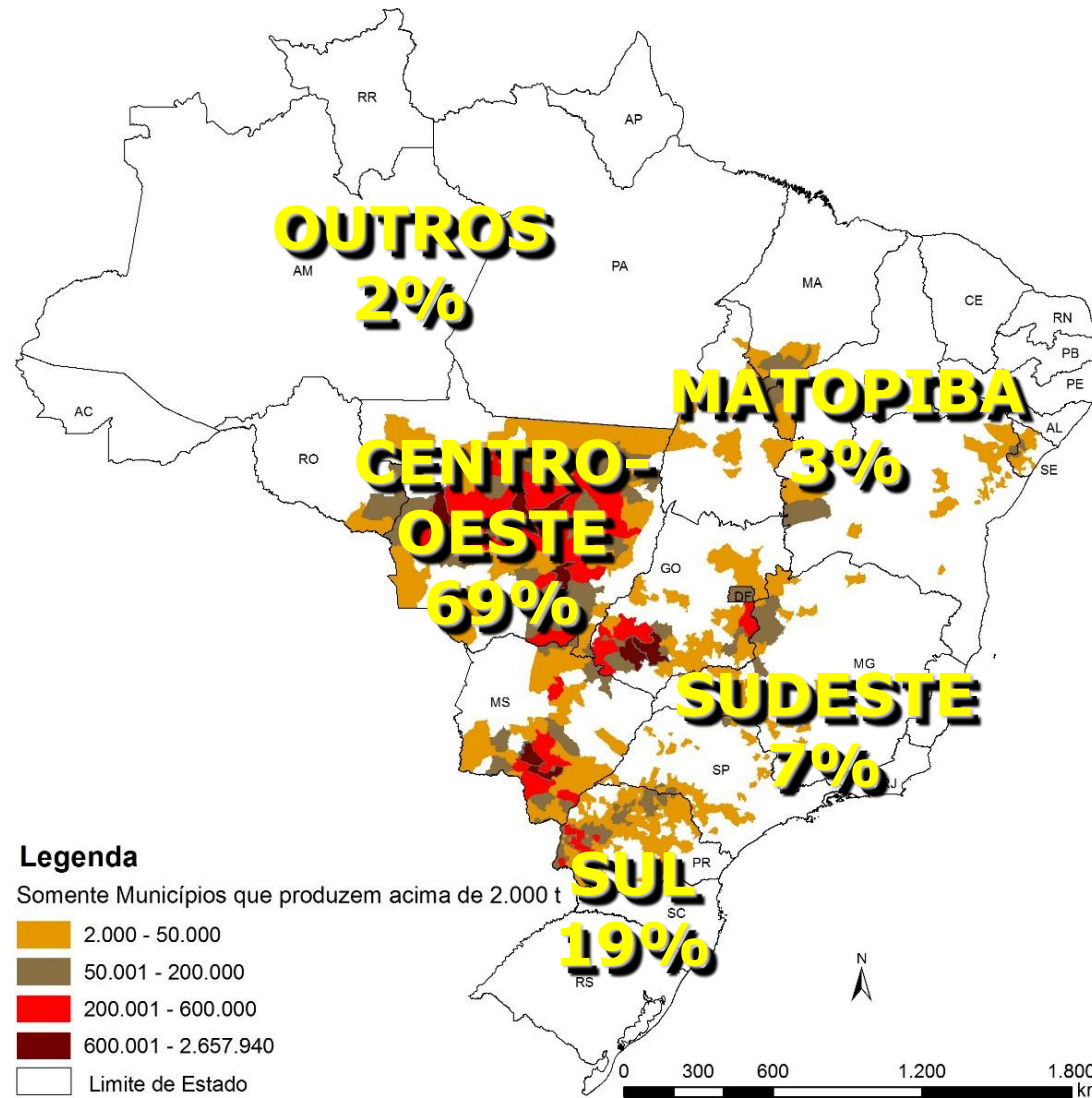 RR
AP
OUTROS
2%
AM
PA
MA
CE
RN
PB
PE
AL
SE
AC
RO
MATOPIBA
3%
CENTRO-
OESTE
69%
GO
DF
MG
MS
SUDESTE
7%
SP
J
PR
SUL
19%
SC
RS
Legenda
Somente Municípios que produzem acima de 2.000 t
2.000 - 50.000
50.001 - 200.000
200.001 - 600.000
600.001 - 2.657.940
Limite de Estado
N
0 300 600 1.200 1.800
km